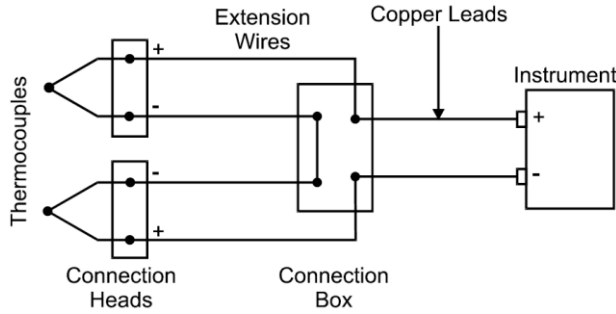 Extension
Wires
Copper Leads
Instrument
Thermocouples
+
-
-
+
+
-
Connection
Heads
Connection
Box